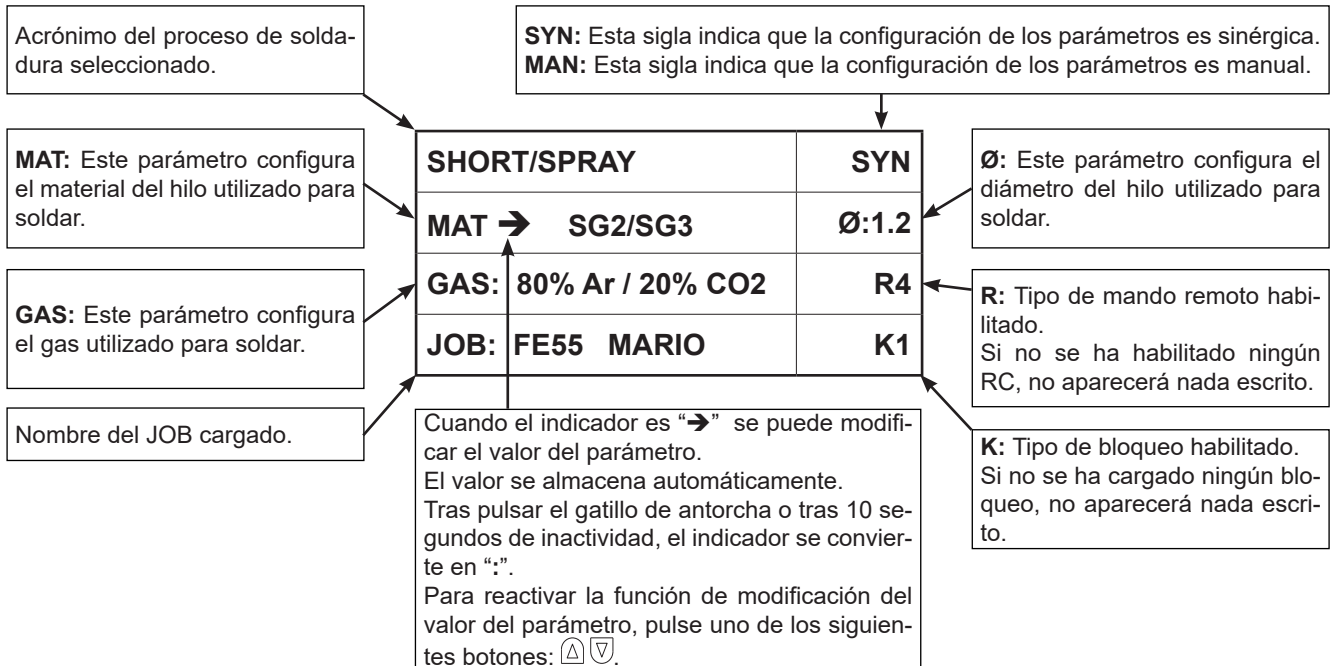 Acrónimo del proceso de solda-
dura seleccionado.
SYN: Esta sigla indica que la configuración de los parámetros es sinérgica.
MAN: Esta sigla indica que la configuración de los parámetros es manual.
MAT: Este parámetro configura
el material del hilo utilizado para
soldar.
GAS: Este parámetro configura
el gas utilizado para soldar.
Nombre del JOB cargado.
SHORT/SPRAY SYN
MAT ➔ SG2/SG3 Ø:1.2
GAS: 80% Ar / 20% CO2 R4
JOB: FE55 MARIO K1
Ø: Este parámetro configura el
diámetro del hilo utilizado para
soldar.
R: Tipo de mando remoto habi-
litado.
Si no se ha habilitado ningún
RC, no aparecerá nada escrito.
K: Tipo de bloqueo habilitado.
Si no se ha cargado ningún blo-
queo, no aparecerá nada escri-
to.
Cuando el indicador es “➔” se puede modifi-
car el valor del parámetro.
El valor se almacena automáticamente.
Tras pulsar el gatillo de antorcha o tras 10 se-
gundos de inactividad, el indicador se convier-
te en “:”.
Para reactivar la función de modificación del
valor del parámetro, pulse uno de los siguien-
tes botones: .